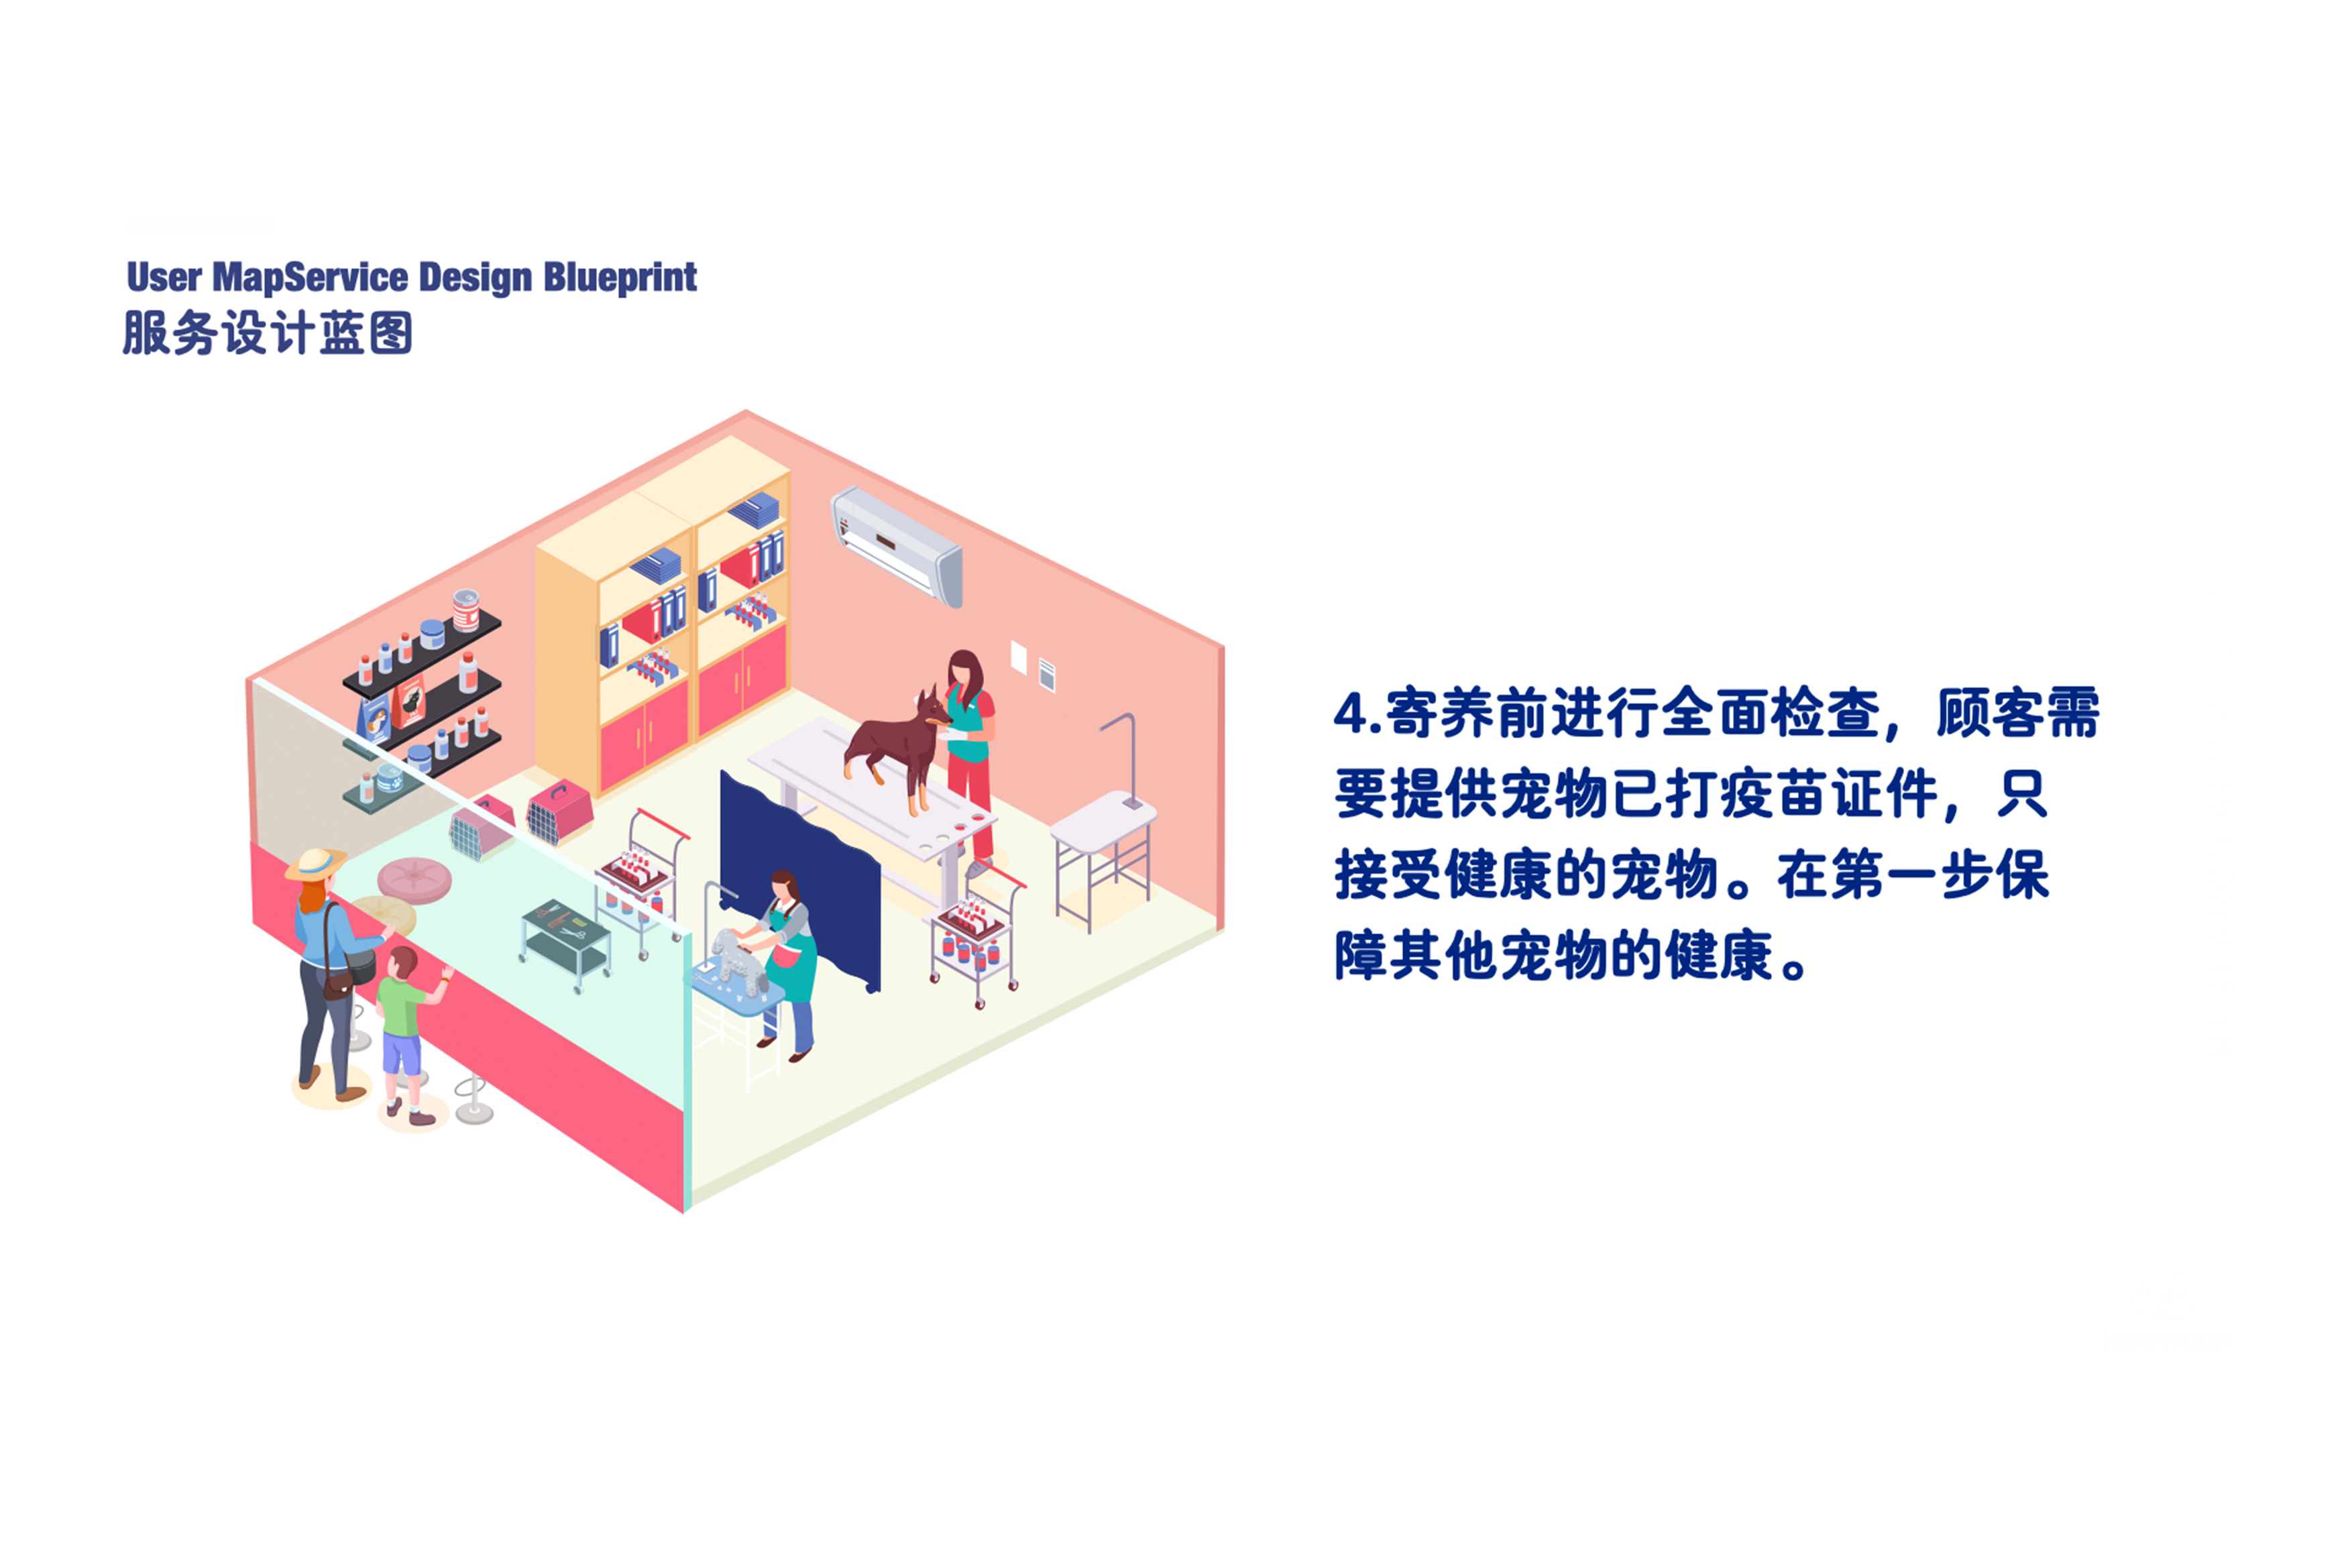 User MapService Design Blueprint
服务设计蓝图
4.寄养前进行全面检查，顾客需
要提供宠物已打疫苗证件，只
接受健康的宠物。在第一步保
障其他宠物的健康。